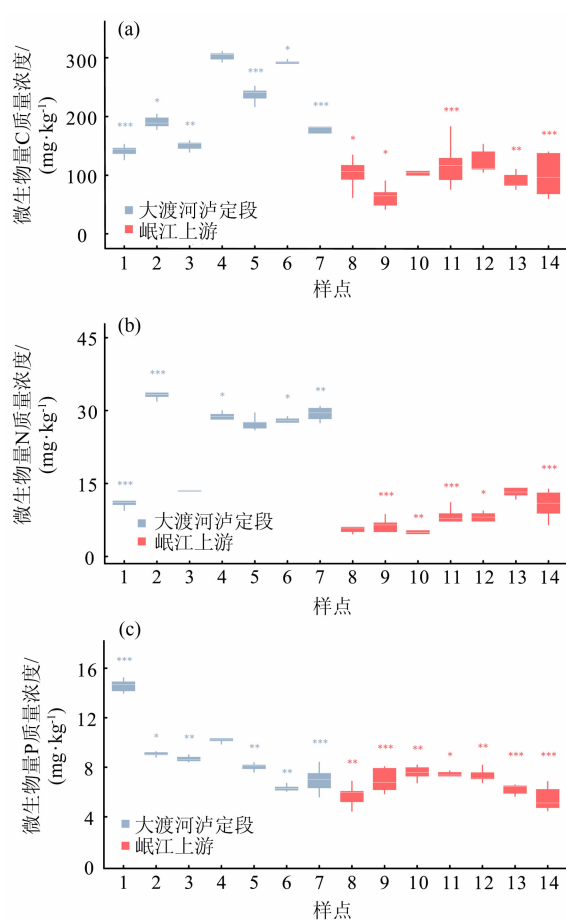 (a)
微生物量C质量浓度/
(mg·kg⁻¹)
300
200
100
0
*** * ** *** * *** * * *** ** ***
大渡河泸定段
岷江上游
1 2 3 4 5 6 7 8 9 10 11 12 13 14
样点
(b)
微生物量N质量浓度/
(mg·kg⁻¹)
45
30
15
0
*** *** * * ** *** ** *** * ***
大渡河泸定段
岷江上游
1 2 3 4 5 6 7 8 9 10 11 12 13 14
样点
(c)
微生物量P质量浓度/
(mg·kg⁻¹)
16
12
8
4
0
*** * ** ** ** *** ** *** ** * ** *** ***
大渡河泸定段
岷江上游
1 2 3 4 5 6 7 8 9 10 11 12 13 14
样点